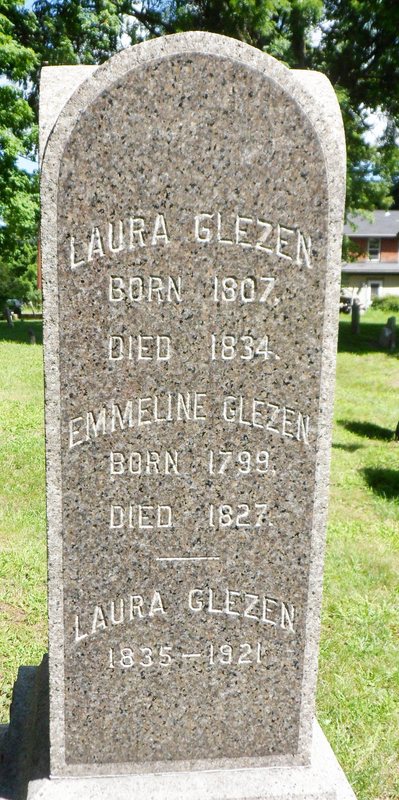 LAURA GLEZEN
BORN 1807.
DIED 1834.
EMMELINE GLEZEN
BORN 1799.
DIED 1827.
LAURA GLEZEN
1835–1921